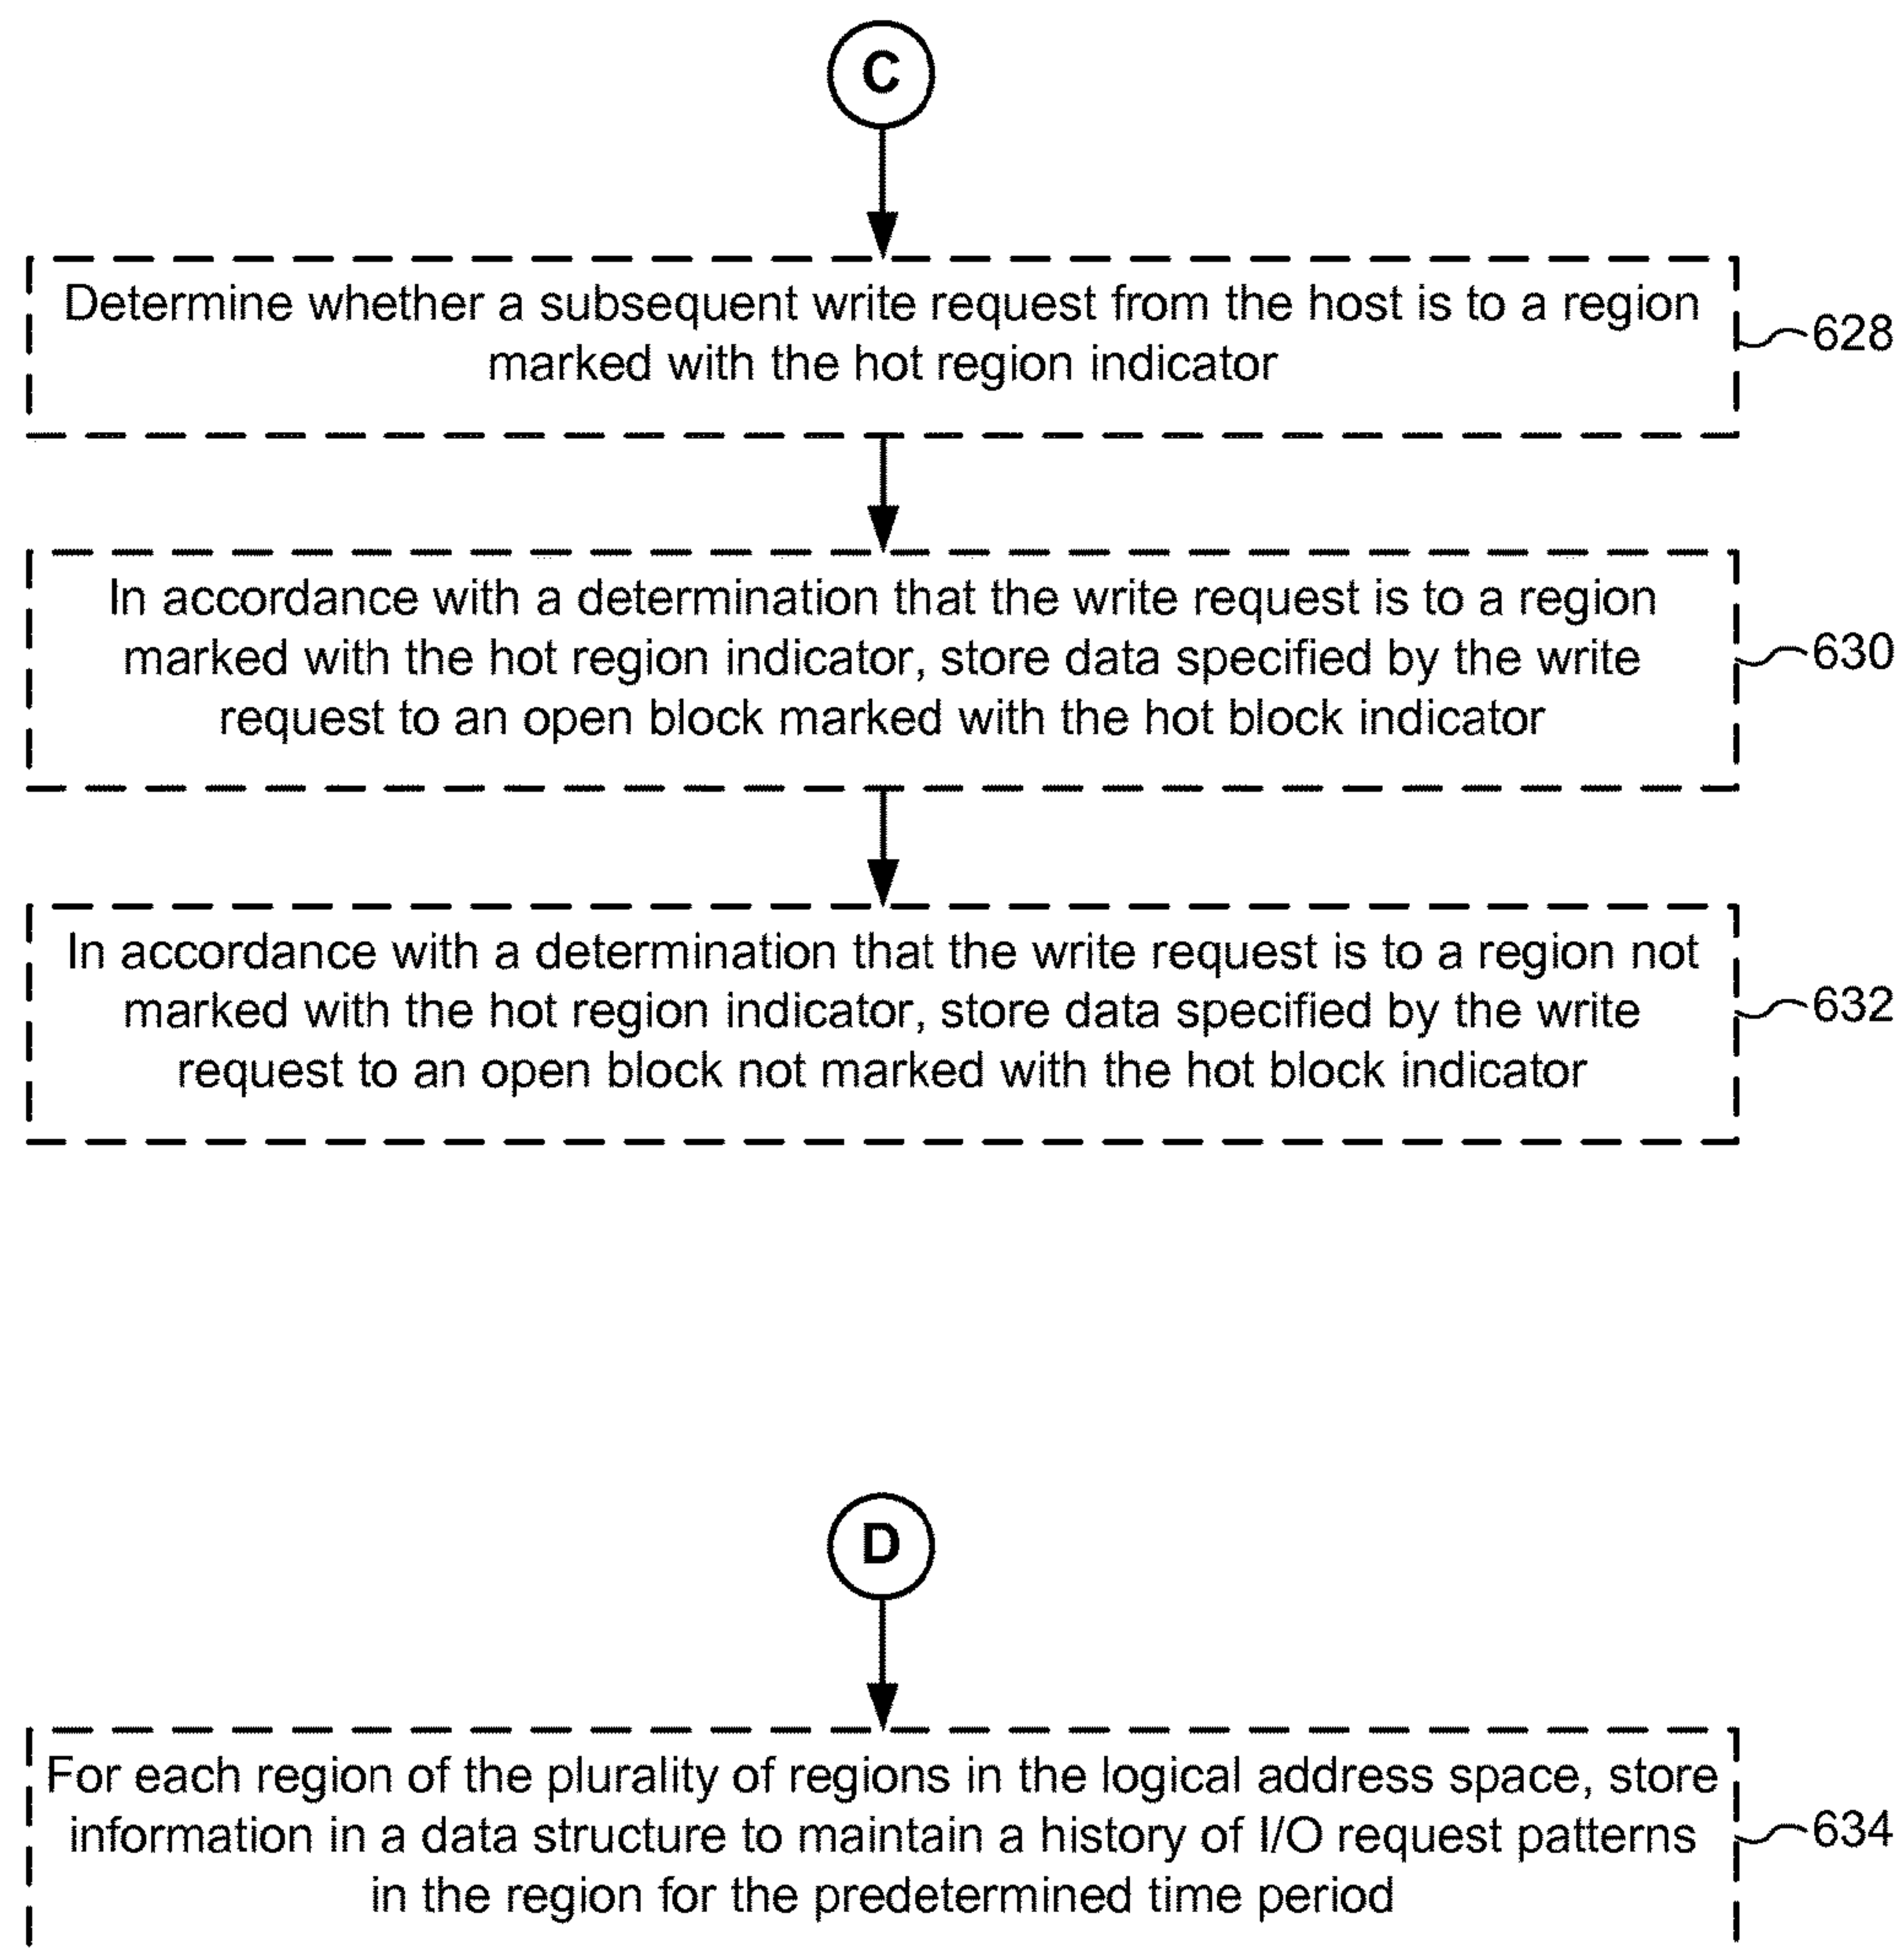 C
Determine whether a subsequent write request from the host is to a region
marked with the hot region indicator
628
In accordance with a determination that the write request is to a region
marked with the hot region indicator, store data specified by the write
request to an open block marked with the hot block indicator
630
In accordance with a determination that the write request is to a region not
marked with the hot region indicator, store data specified by the write
request to an open block not marked with the hot block indicator
632
D
For each region of the plurality of regions in the logical address space, store
information in a data structure to maintain a history of I/O request patterns
in the region for the predetermined time period
634